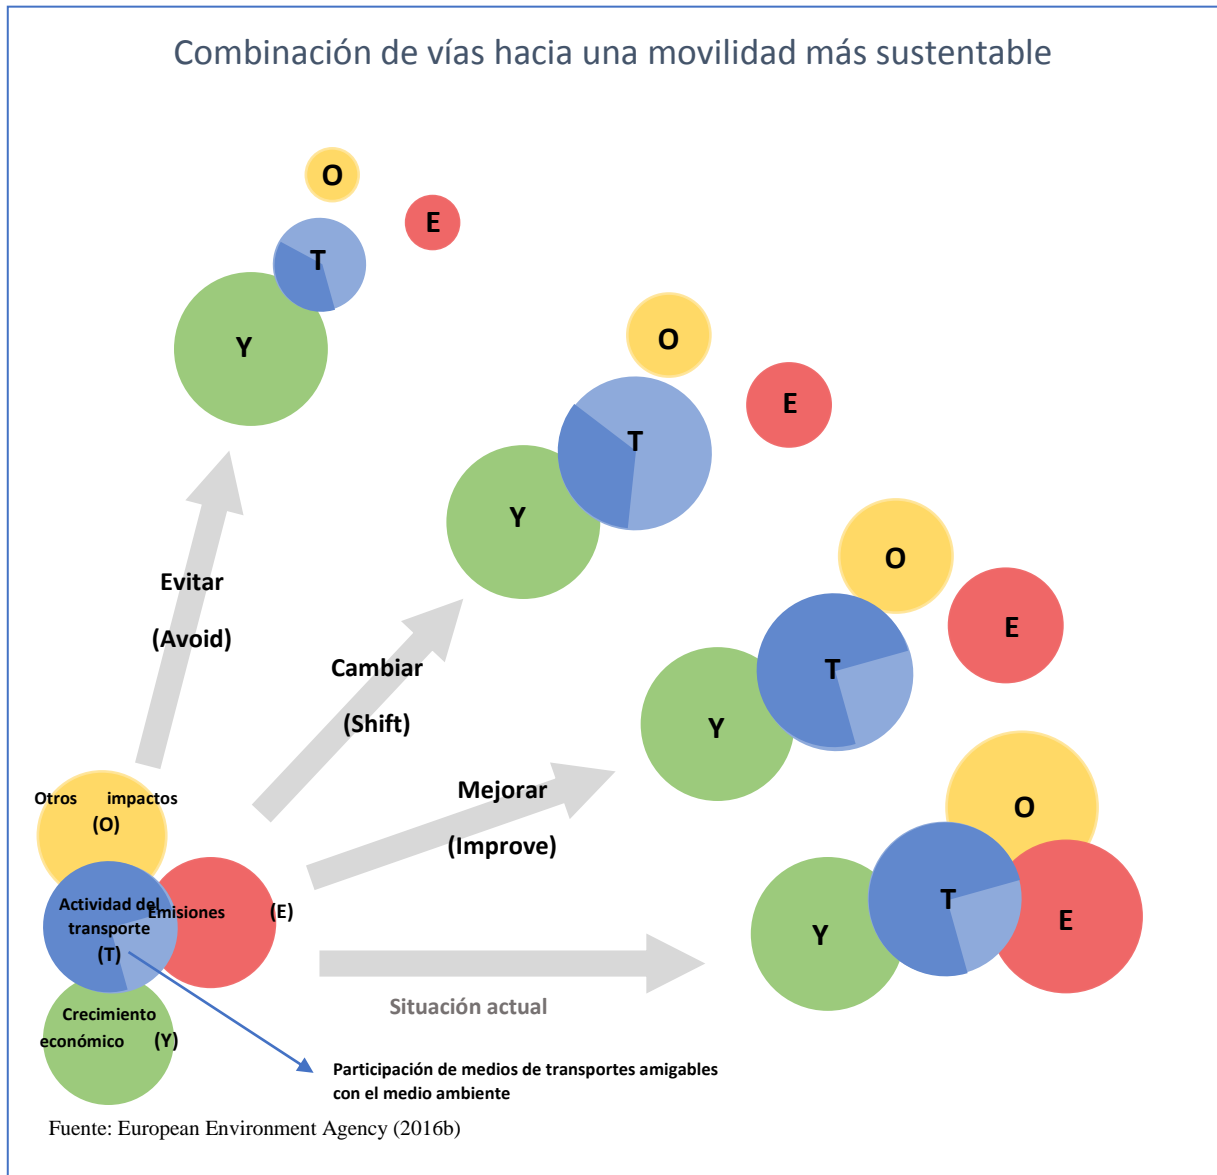 Combinación de vías hacia una movilidad más sustentable
O
E
T
Y
O
E
T
Y
O
E
T
Y
O
T
E
Y
Evitar
(Avoid)
Cambiar
(Shift)
Mejorar
(Improve)
Situación actual
Otros impactos
(O)
Actividad del
transporte
(T)
Emisiones (E)
Crecimiento
económico (Y)
Participación de medios de transportes amigables
con el medio ambiente
Fuente: European Environment Agency (2016b)